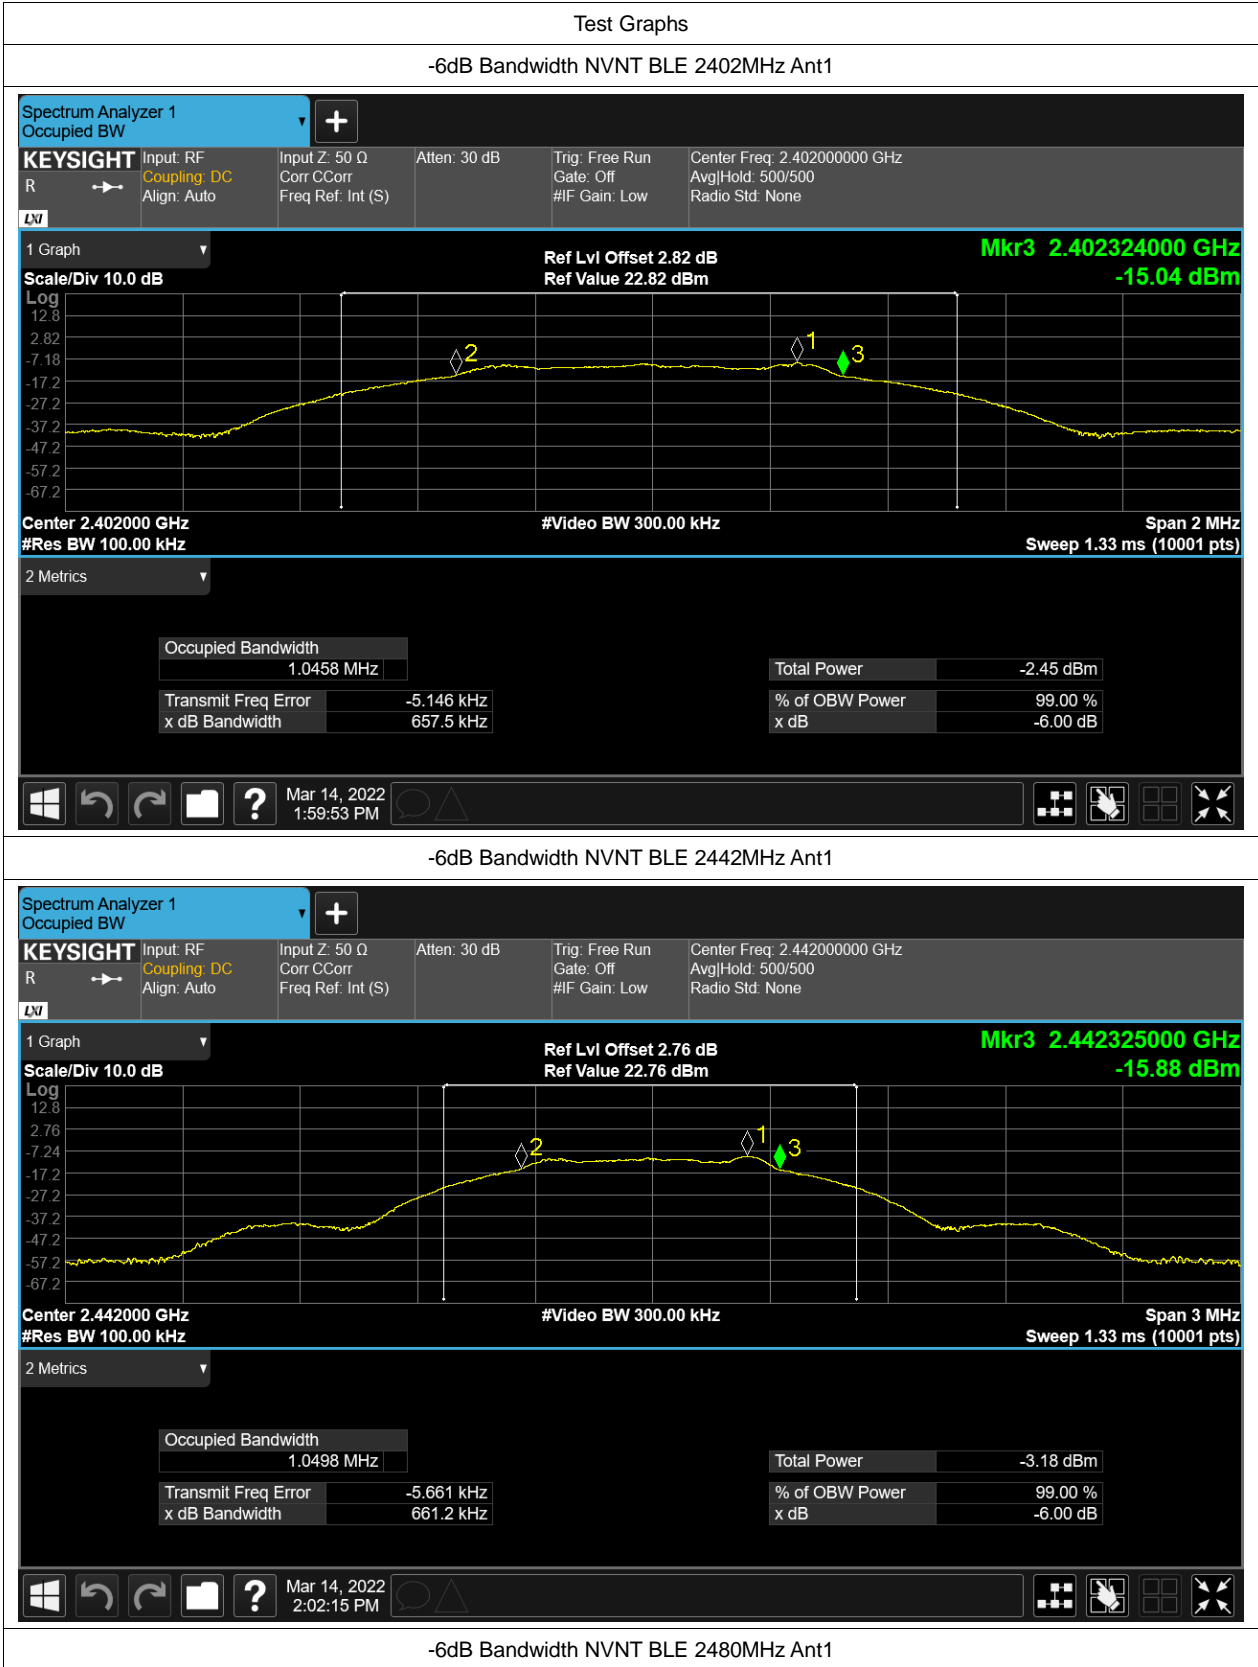 Test Graphs
-6dB Bandwidth NVNT BLE 2402MHz Ant1
Spectrum Analyzer 1
Occupied BW
KEYSIGHT Input: RF Input Z: 50 Ω Atten: 30 dB Trig: Free Run Center Freq: 2.402000000 GHz
R Coupling: DC Corr CCorr Gate: Off Avg|Hold: 500/500
Align: Auto Freq Ref: Int (S) #IF Gain: Low Radio Std: None
LXI
1 Graph Ref Lvl Offset 2.82 dB Mkr3 2.402324000 GHz
Scale/Div 10.0 dB Ref Value 22.82 dBm -15.04 dBm
Log
12.8
2.82
-7.18
-17.2
-27.2
-37.2
-47.2
-57.2
-67.2
2 1 3
Center 2.402000 GHz #Video BW 300.00 kHz Span 2 MHz
#Res BW 100.00 kHz Sweep 1.33 ms (10001 pts)
2 Metrics
Occupied Bandwidth
1.0458 MHz Total Power -2.45 dBm
Transmit Freq Error -5.146 kHz % of OBW Power 99.00 %
x dB Bandwidth 657.5 kHz x dB -6.00 dB
? Mar 14, 2022
1:59:53 PM
-6dB Bandwidth NVNT BLE 2442MHz Ant1
Spectrum Analyzer 1
Occupied BW
KEYSIGHT Input: RF Input Z: 50 Ω Atten: 30 dB Trig: Free Run Center Freq: 2.442000000 GHz
R Coupling: DC Corr CCorr Gate: Off Avg|Hold: 500/500
Align: Auto Freq Ref: Int (S) #IF Gain: Low Radio Std: None
LXI
1 Graph Ref Lvl Offset 2.76 dB Mkr3 2.442325000 GHz
Scale/Div 10.0 dB Ref Value 22.76 dBm -15.88 dBm
Log
12.8
2.76
-7.24
-17.2
-27.2
-37.2
-47.2
-57.2
-67.2
2 1 3
Center 2.442000 GHz #Video BW 300.00 kHz Span 3 MHz
#Res BW 100.00 kHz Sweep 1.33 ms (10001 pts)
2 Metrics
Occupied Bandwidth
1.0498 MHz Total Power -3.18 dBm
Transmit Freq Error -5.661 kHz % of OBW Power 99.00 %
x dB Bandwidth 661.2 kHz x dB -6.00 dB
? Mar 14, 2022
2:02:15 PM
-6dB Bandwidth NVNT BLE 2480MHz Ant1